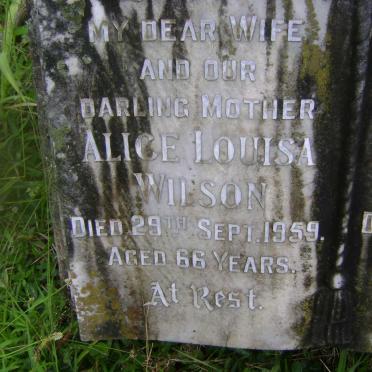 MY DEAR WIFE
AND OUR
DARLING MOTHER
ALICE LOUISA
WILSON
DIED 29TH SEPT. 1959.
AGED 66 YEARS.
At Rest.